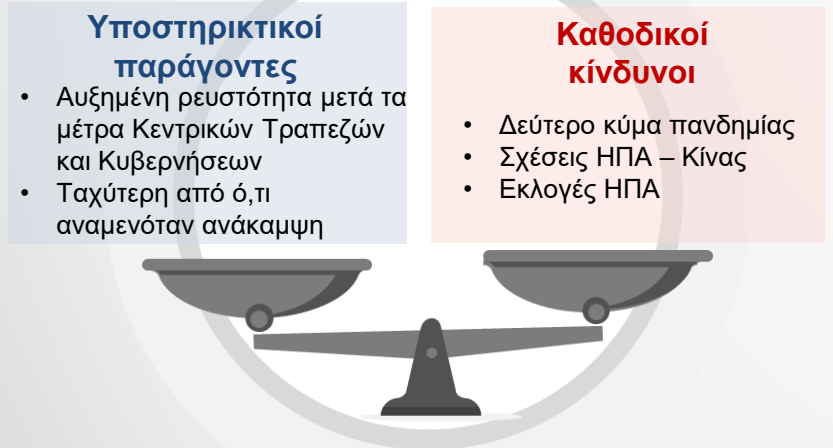 Υποστηρικτικοί
παράγοντες
• Αυξημένη ρευστότητα μετά τα
μέτρα Κεντρικών Τραπεζών
και Κυβερνήσεων
• Ταχύτερη από ό,τι
αναμενόταν ανάκαμψη
Καθοδικοί
κίνδυνοι
• Δεύτερο κύμα πανδημίας
• Σχέσεις ΗΠΑ – Κίνας
• Εκλογές ΗΠΑ